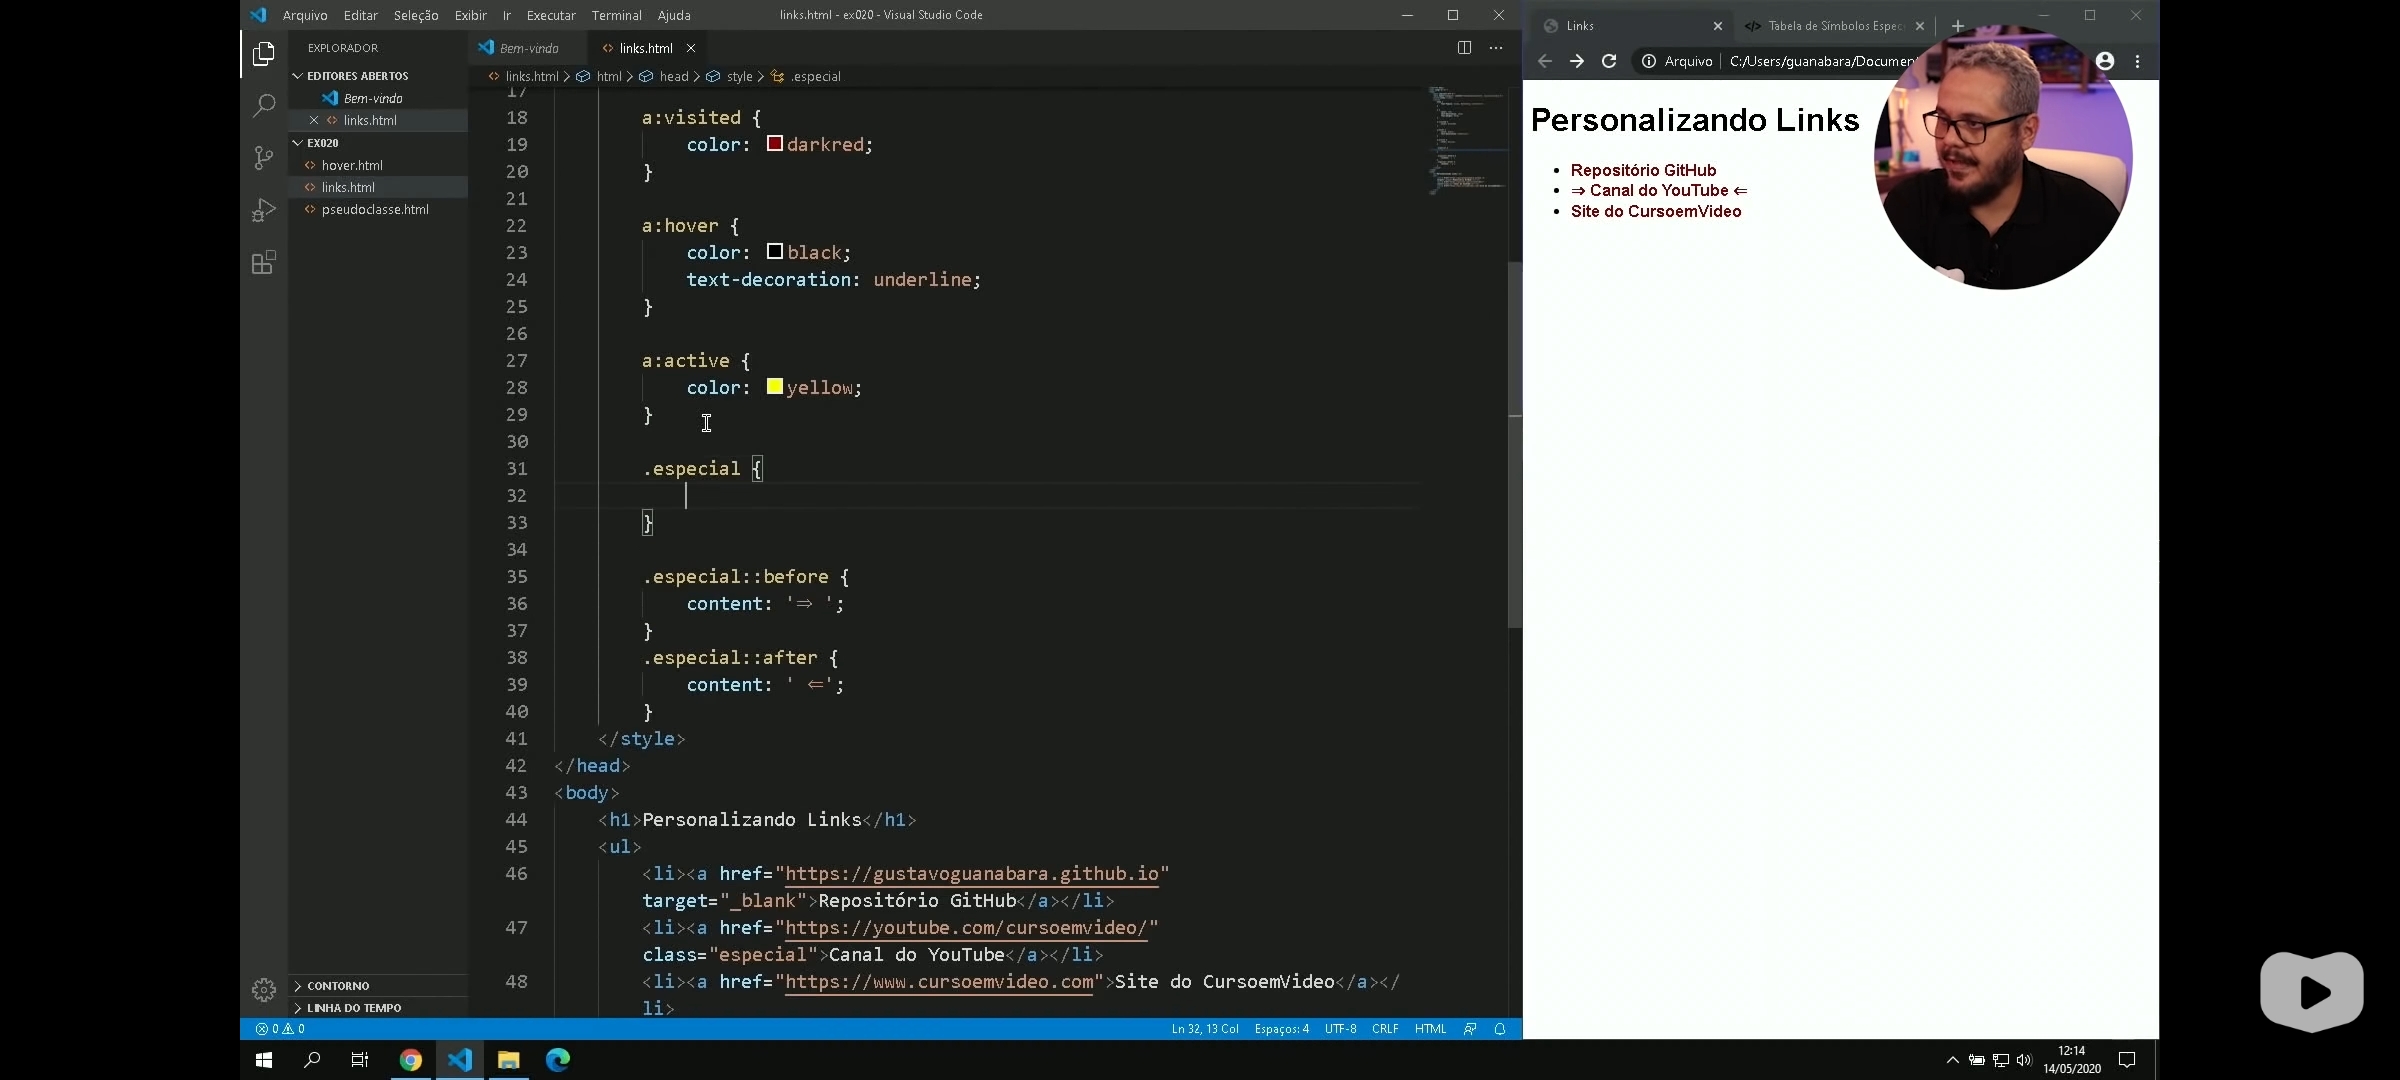 Arquivo Editar Seleção Exibir Ir Executar Terminal Ajuda links.html - ex020 - Visual Studio Code
EXPLORADOR
EDITORES ABERTOS
Bem-vindo
links.html
EX020
hover.html
links.html
pseudoclasse.html
CONTORNO
LINHA DO TEMPO
Bem-vindo links.html
links.html > html > head > style > .especial
17
18 a:visited {
19 color: darkred;
20 }
21
22 a:hover {
23 color: black;
24 text-decoration: underline;
25 }
26
27 a:active {
28 color: yellow;
29 }
30
31 .especial {
32
33 }
34
35 .especial::before {
36 content: '⇒ ';
37 }
38 .especial::after {
39 content: ' ⇐';
40 }
41 </style>
42 </head>
43 <body>
44 <h1>Personalizando Links</h1>
45 <ul>
46 <li><a href="https://gustavoguanabara.github.io"
target="_blank">Repositório GitHub</a></li>
47 <li><a href="https://youtube.com/cursoemvideo/"
class="especial">Canal do YouTube</a></li>
48 <li><a href="https://www.cursoemvideo.com">Site do CursoemVideo</a></
li>
0 0 Ln 32, 13 Col Espaços: 4 UTF-8 CRLF HTML
Links Tabela de Símbolos Espec
Arquivo C:/Users/guanabara/Documen
Personalizando Links
• Repositório GitHub
• ⇒ Canal do YouTube ⇐
• Site do CursoemVideo
12:14
14/05/2020